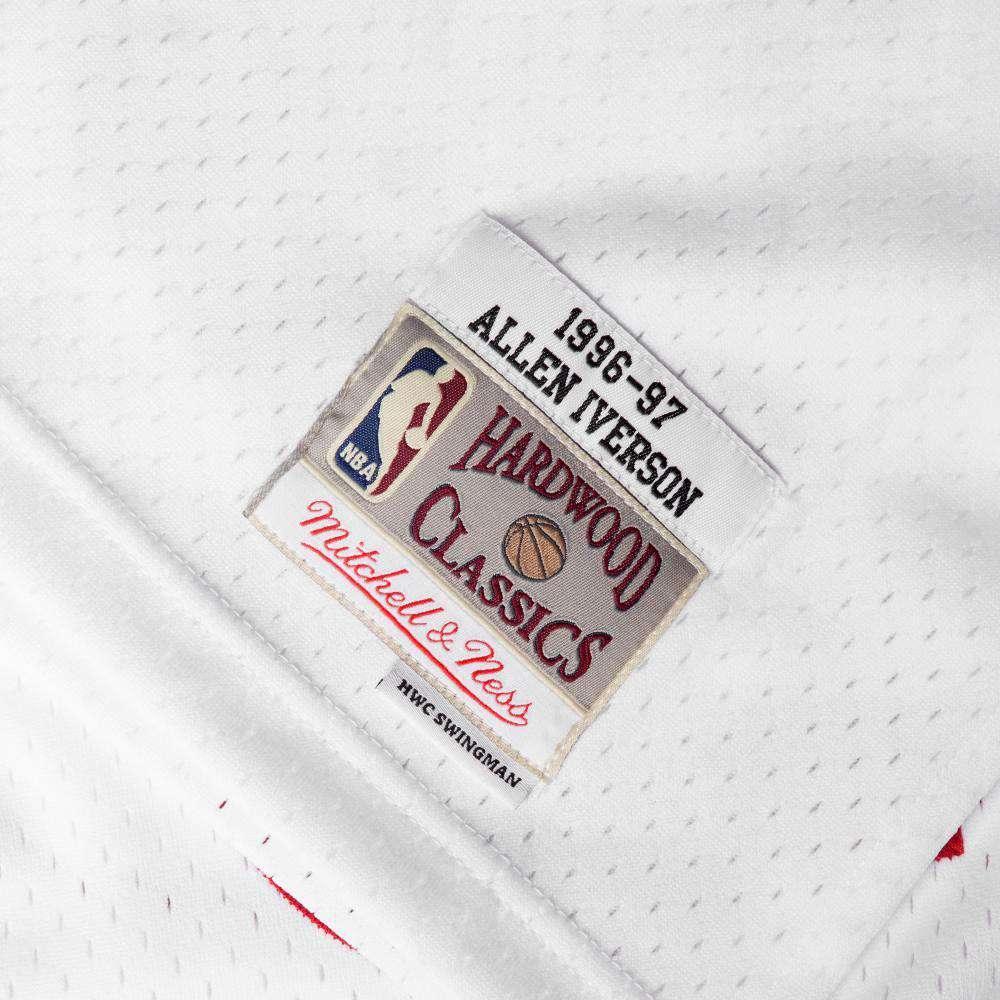 1996-97
ALLEN IVERSON
NBA
HARDWOOD
CLASSICS
Mitchell & Ness
HWC SWINGMAN